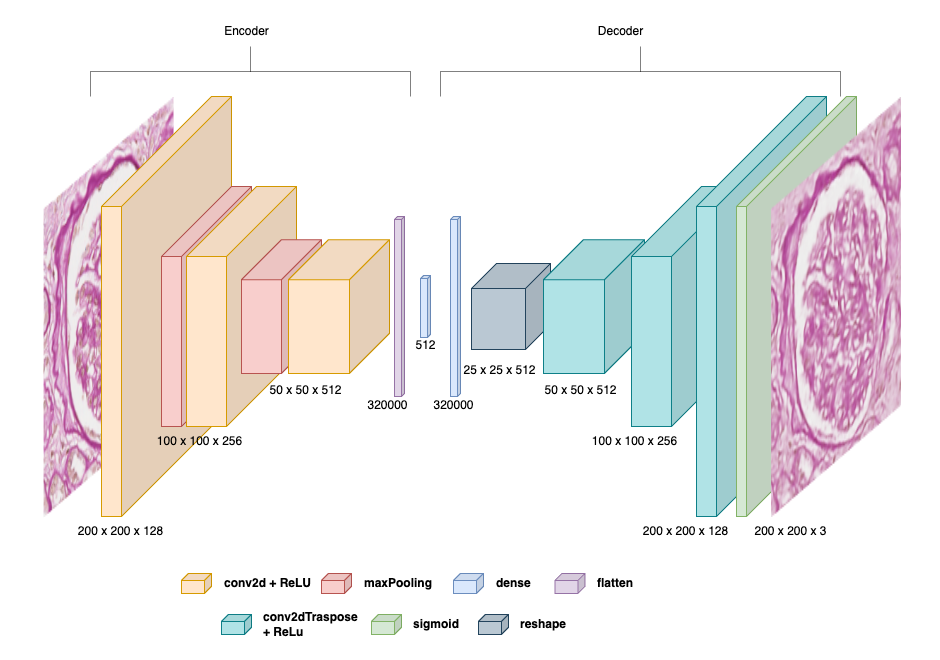 Encoder
Decoder
512
25 x 25 x 512
50 x 50 x 512
50 x 50 x 512
320000
320000
100 x 100 x 256
100 x 100 x 256
200 x 200 x 128
200 x 200 x 128
200 x 200 x 3
conv2d + ReLU
maxPooling
dense
flatten
conv2dTraspose
+ ReLu
sigmoid
reshape